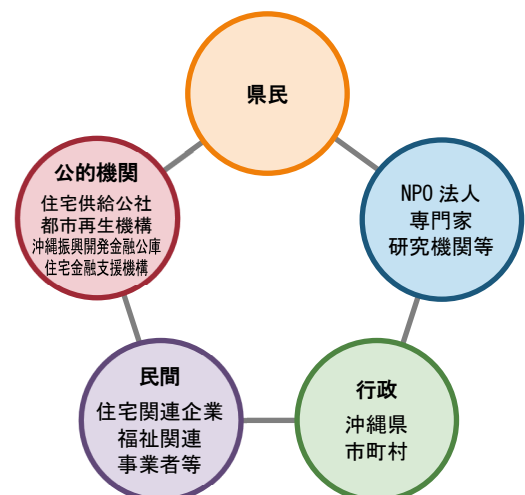 県民
公的機関
住宅供給公社
都市再生機構
沖縄振興開発金融公庫
住宅金融支援機構
NPO 法人
専門家
研究機関等
民間
住宅関連企業
福祉関連
事業者等
行政
沖縄県
市町村